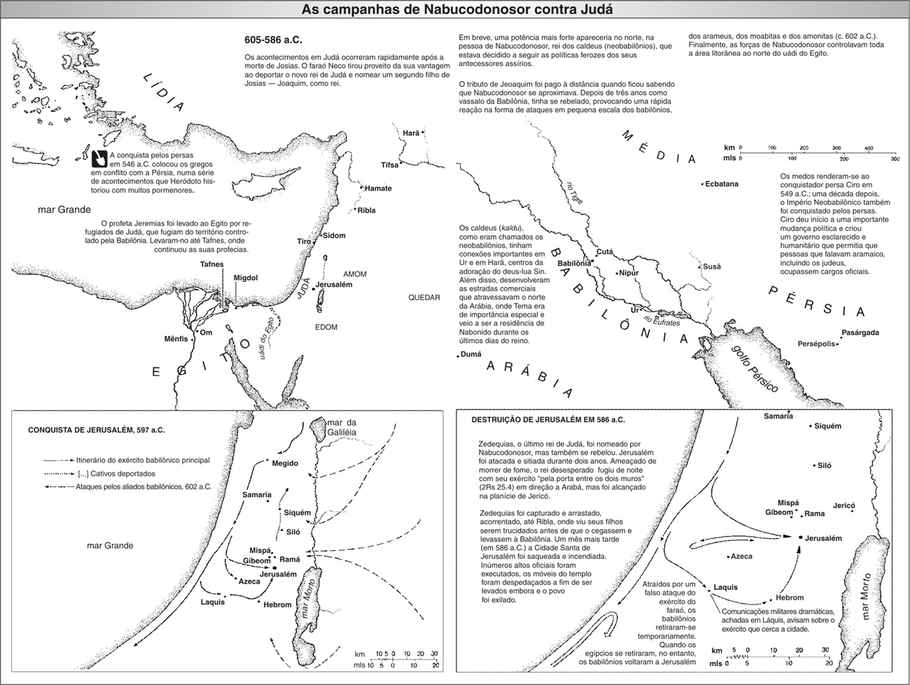 As campanhas de Nabucodonosor contra Judá
605-586 a.C.
Os acontecimentos em Judá ocorreram rapidamente após a
morte de Josias. O faraó Neco tirou proveito da sua vantagem
ao deportar o novo rei de Judá e nomear um segundo filho de
Josias — Joaquim, como rei.
Em breve, uma potência mais forte apareceria no norte, na
pessoa de Nabucodonosor, rei dos caldeus (neobabilônios), que
estava decidido a seguir as políticas ferozes dos seus
antecessores assírios.
O tributo de Jeoaquim foi pago à distância quando ficou sabendo
que Nabucodonosor se aproximava. Depois de três anos como
vassalo da Babilônia, tinha se rebelado, provocando uma rápida
reação na forma de ataques em pequena escala dos babilônios,
dos arameus, dos moabitas e dos amonitas (c. 602 a.C.).
Finalmente, as forças de Nabucodonosor controlavam toda
a área litorânea ao norte do uádi do Egito.
LÍDIA
A conquista pelos persas
em 546 a.C. colocou os gregos
em conflito com a Pérsia, numa série
de acontecimentos que Heródoto his-
toriou com muitos pormenores.
mar Grande
O profeta Jeremias foi levado ao Egito por re-
fugiados de Judá, que fugiam do território contro-
lado pela Babilônia. Levaram-no até Tafnes, onde
continuou as suas profecias.
Harã
Tifsa
Hamate
Ribla
Sidom
Tiro
Tafnes
Migdol
JUDÁ
AMOM
Jerusalém
QUEDAR
EDOM
uádi do Egito
Om
Mênfis
EGITO
MÉDIA
km 0 100 200 300 400 500
mls 0 100 200 300
rio Tigre
Ecbatana
Os medos renderam-se ao
conquistador persa Ciro em
549 a.C.; uma década depois,
o Império Neobabilônico também
foi conquistado pelos persas.
Ciro deu início a uma importante
mudança política e criou
um governo esclarecido e
humanitário que permitia que
pessoas que falavam aramaico,
incluindo os judeus,
ocupassem cargos oficiais.
Os caldeus (kaldu),
como eram chamados os
neobabilônios, tinham
conexões importantes em
Ur e em Harã, centros da
adoração do deus-lua Sin.
Além disso, desenvolveram
as estradas comerciais
que atravessavam o norte
da Arábia, onde Tema era
de importância especial e
veio a ser a residência de
Nabonido durante os
últimos dias do reino.
Cutá
Babilônia
Nipur
Susã
BABILÔNIA
Ur
rio Eufrates
PÉRSIA
Pasárgada
Persépolis
golfo Pérsico
Dumá
ARÁBIA
CONQUISTA DE JERUSALÉM, 597 a.C.
Itinerário do exército babilônico principal
[...] Cativos deportados
Ataques pelos aliados babilônios, 602 a.C.
mar Grande
mar da
Galiléia
Megido
Samaria
Siquém
Siló
Mispá
Gibeom
Ramá
Jerusalém
Azeca
Laquis
Hebrom
mar Morto
km 10 5 0 10 20 30
mls 10 5 0 10 20
DESTRUIÇÃO DE JERUSALÉM EM 586 a.C.
Zedequias, o último rei de Judá, foi nomeado por
Nabucodonosor, mas também se rebelou. Jerusalém
foi atacada e sitiada durante dois anos. Ameaçado de
morrer de fome, o rei desesperado fugiu de noite
com seu exército "pela porta entre os dois muros"
(2Rs 25.4) em direção a Arabá, mas foi alcançado
na planície de Jericó.
Zedequias foi capturado e arrastado,
acorrentado, até Ribla, onde viu seus filhos
serem trucidados antes de que o cegassem e
levassem à Babilônia. Um mês mais tarde
(em 586 a.C.) a Cidade Santa de
Jerusalém foi saqueada e incendiada.
Inúmeros altos oficiais foram
executados, os móveis do templo
foram despedaçados a fim de ser
levados embora e o povo
foi exilado.
Samaria
Siquém
Siló
Mispá
Gibeom
Rama
Jericó
Jerusalém
Azeca
Laquis
Hebrom
mar Morto
Atraídos por um
falso ataque do
exército do
faraó, os
babilônios
retiraram-se
temporariamente.
Quando os
egípcios se retiraram, no entanto,
os babilônios voltaram a Jerusalém
Comunicações militares dramáticas,
achadas em Láquis, avisam sobre o
exército que cerca a cidade.
km 5 0 10 20 30
mls 0 10 20